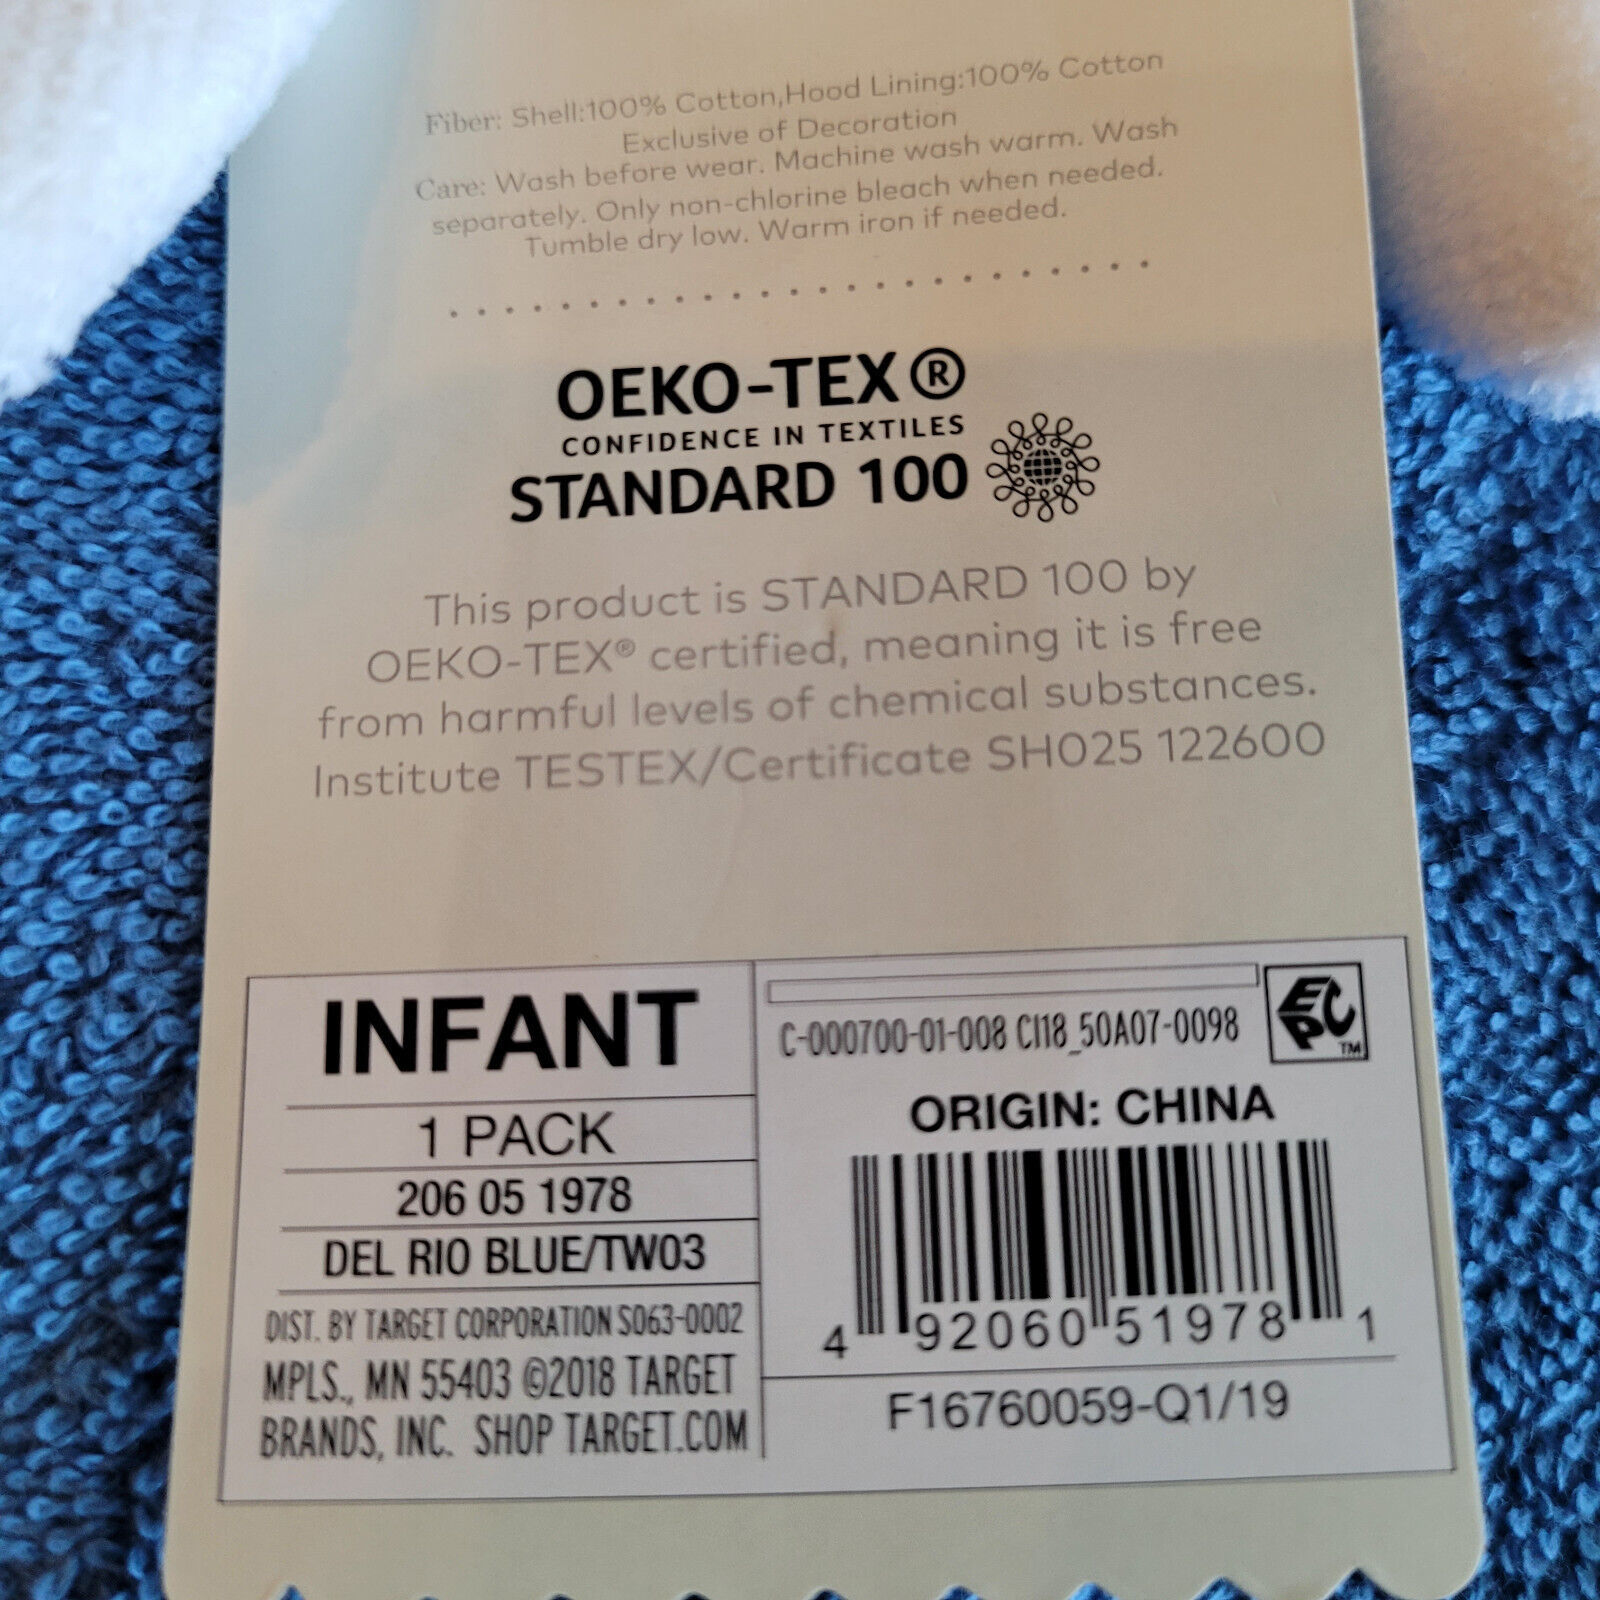 Fiber: Shell:100% Cotton,Hood Lining:100% Cotton
Exclusive of Decoration
Care: Wash before wear. Machine wash warm. Wash
separately. Only non-chlorine bleach when needed.
Tumble dry low. Warm iron if needed.
OEKO-TEX®
CONFIDENCE IN TEXTILES
STANDARD 100
This product is STANDARD 100 by
OEKO-TEX® certified, meaning it is free
from harmful levels of chemical substances.
Institute TESTEX/Certificate SH025 122600
INFANT
1 PACK
206 05 1978
DEL RIO BLUE/TW03
DIST. BY TARGET CORPORATION S063-0002
MPLS., MN 55403 ©2018 TARGET
BRANDS, INC. SHOP TARGET.COM
C-000700-01-008 CI18_50A07-0098
EPC™
ORIGIN: CHINA
4 92060 51978 1
F16760059-Q1/19